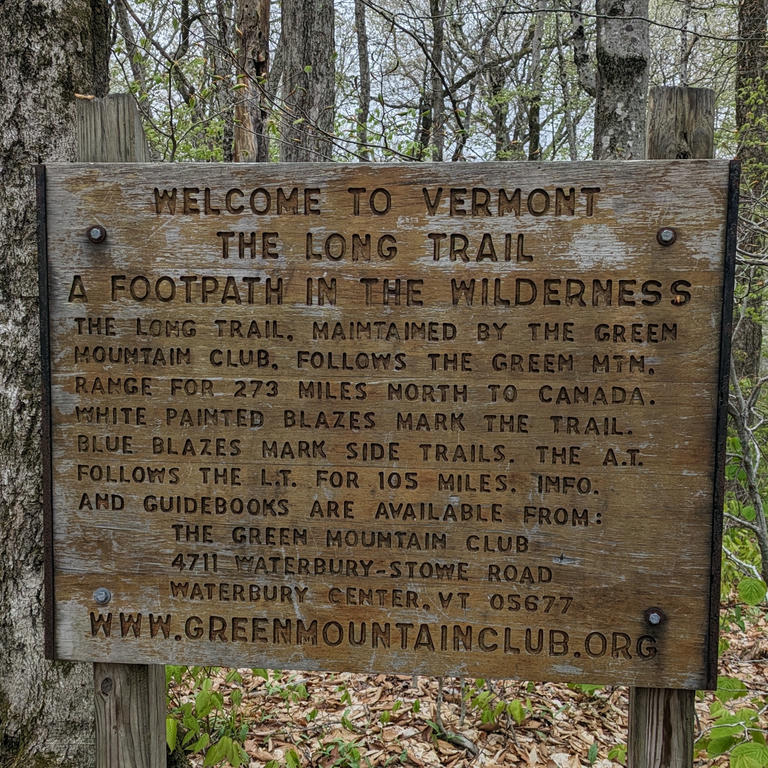 WELCOME TO VERMONT
THE LONG TRAIL
A FOOTPATH IN THE WILDERNESS
THE LONG TRAIL, MAINTAINED BY THE GREEN
MOUNTAIN CLUB, FOLLOWS THE GREEN MTN.
RANGE FOR 273 MILES NORTH TO CANADA.
WHITE PAINTED BLAZES MARK THE TRAIL.
BLUE BLAZES MARK SIDE TRAILS. THE A.T.
FOLLOWS THE L.T. FOR 105 MILES. INFO.
AND GUIDEBOOKS ARE AVAILABLE FROM:
THE GREEN MOUNTAIN CLUB
4711 WATERBURY-STOWE ROAD
WATERBURY CENTER, VT 05677
WWW.GREENMOUNTAINCLUB.ORG